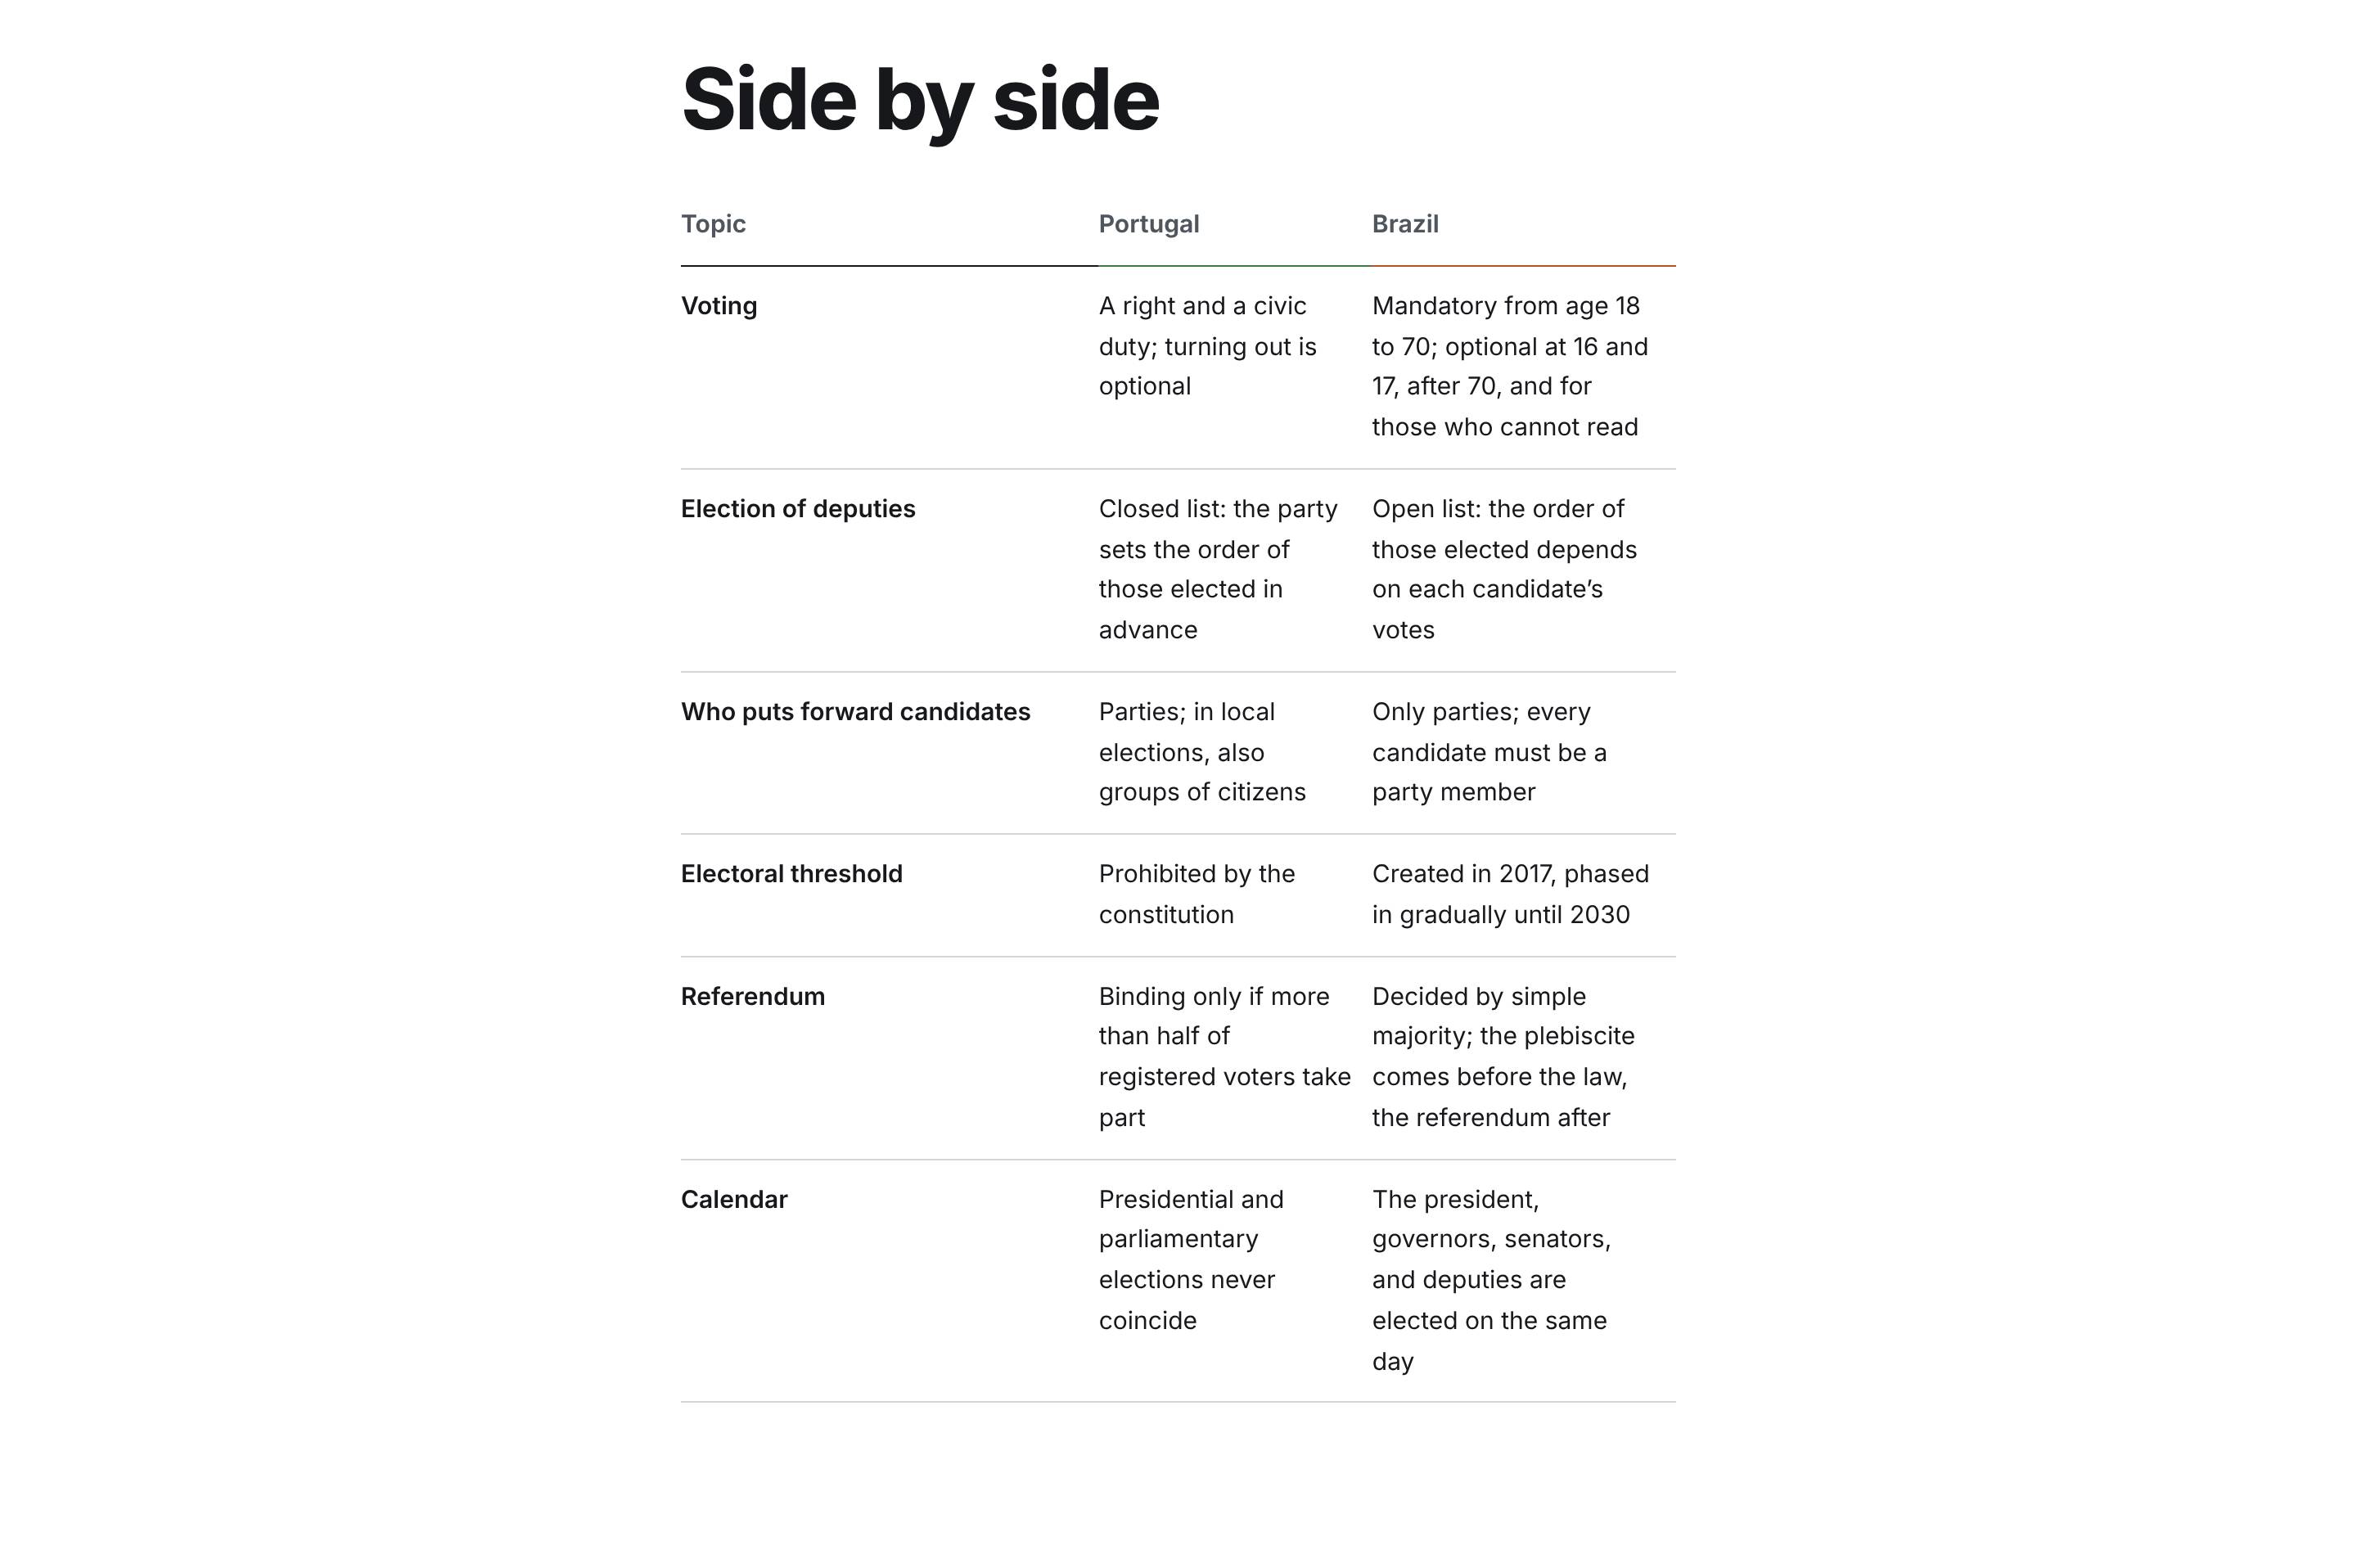 Side by side
Topic
Portugal
Brazil
Voting
A right and a civic
duty; turning out is
optional
Mandatory from age 18
to 70; optional at 16 and
17, after 70, and for
those who cannot read
Election of deputies
Closed list: the party
sets the order of
those elected in
advance
Open list: the order of
those elected depends
on each candidate’s
votes
Who puts forward candidates
Parties; in local
elections, also
groups of citizens
Only parties; every
candidate must be a
party member
Electoral threshold
Prohibited by the
constitution
Created in 2017, phased
in gradually until 2030
Referendum
Binding only if more
than half of
registered voters take
part
Decided by simple
majority; the plebiscite
comes before the law,
the referendum after
Calendar
Presidential and
parliamentary
elections never
coincide
The president,
governors, senators,
and deputies are
elected on the same
day